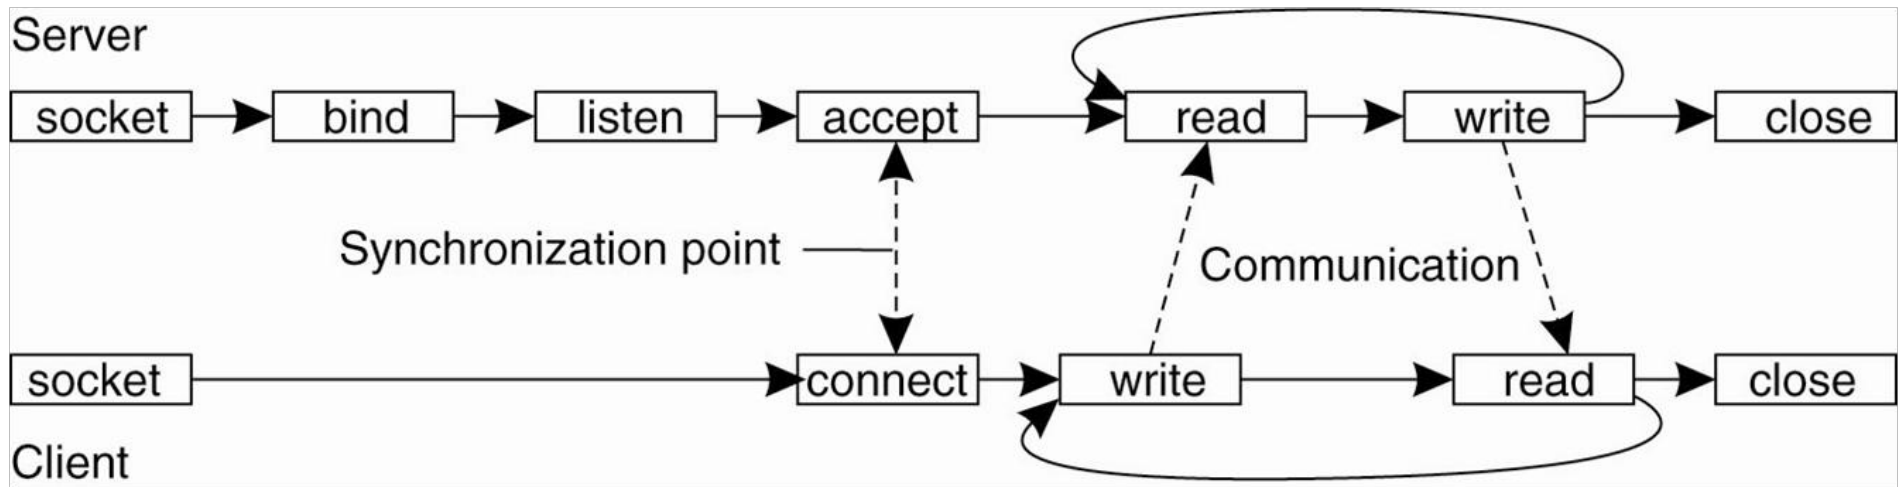 Server
socket bind listen accept read write close
Synchronization point
Communication
socket connect write read close
Client